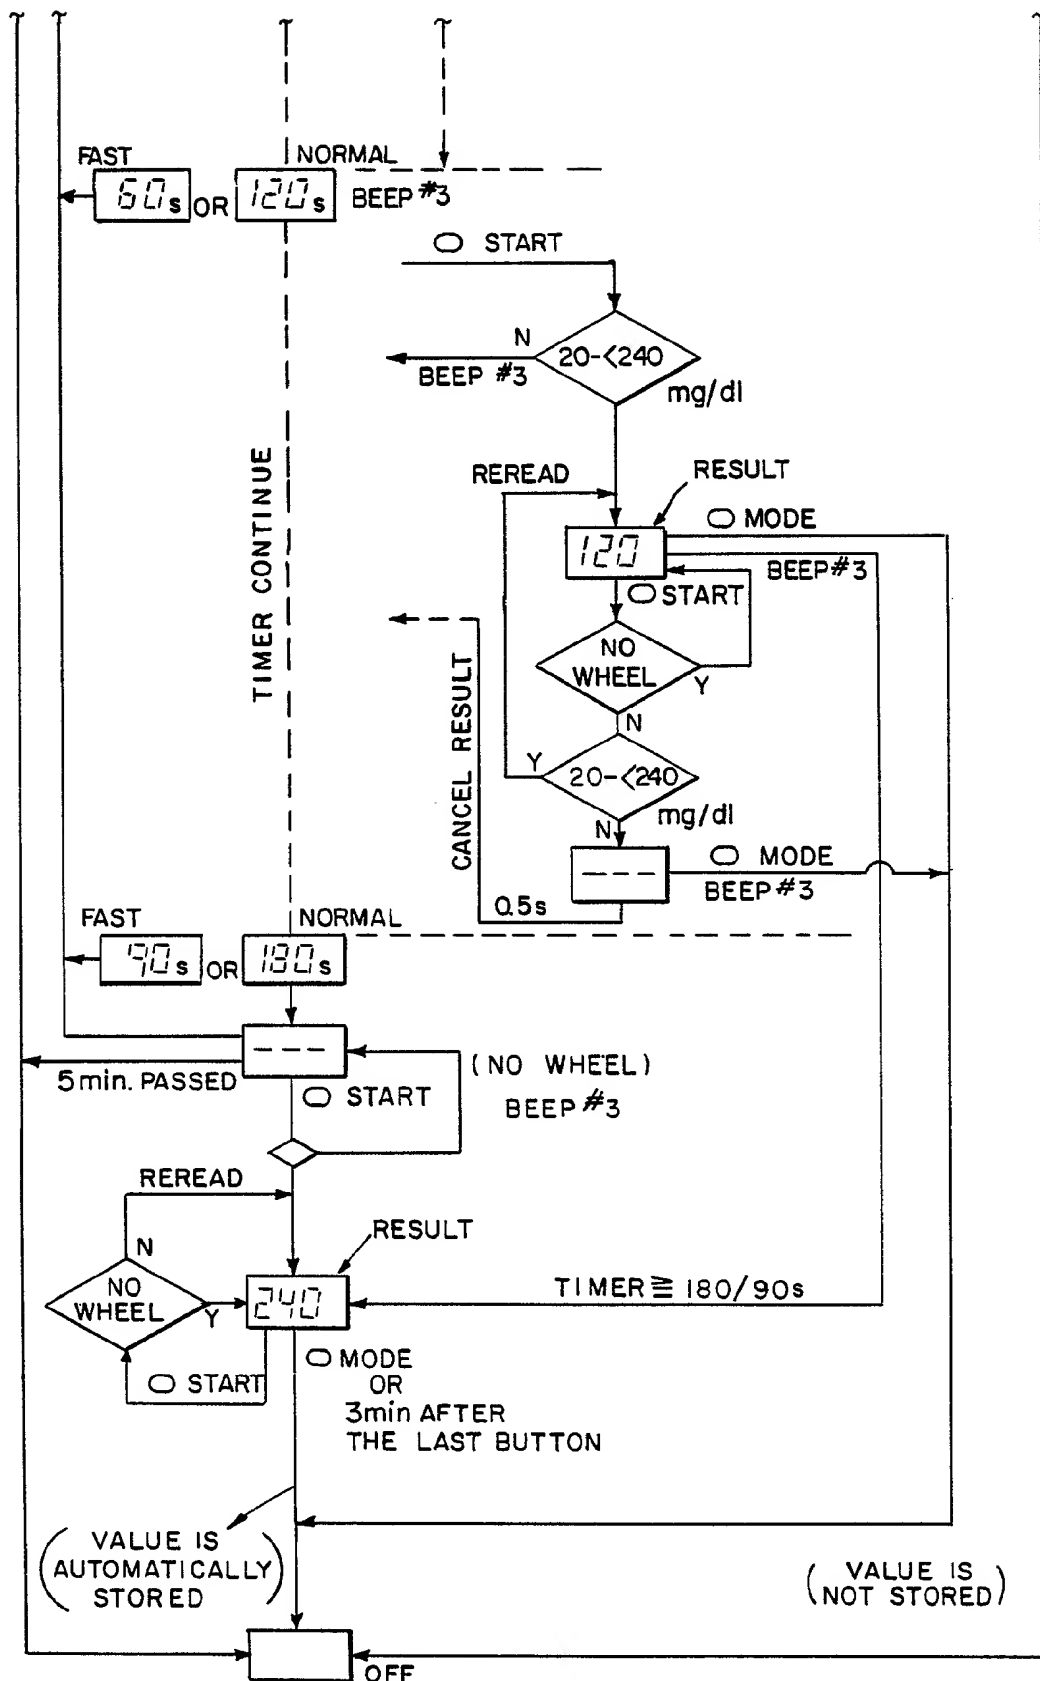 FAST
NORMAL
60s OR 120s
BEEP #3
START
N
20-<240
BEEP #3
mg/dl
REREAD
RESULT
MODE
120
BEEP #3
START
TIMER CONTINUE
NO
WHEEL
Y
N
CANCEL RESULT
Y
20-<240
mg/dl
N
---
MODE
BEEP #3
0.5s
FAST
NORMAL
90s OR 180s
---
(NO WHEEL)
5min. PASSED
START
BEEP #3
REREAD
RESULT
N
NO
WHEEL
Y
240
TIMER ≧ 180/90s
START
MODE
OR
3min AFTER
THE LAST BUTTON
(VALUE IS
AUTOMATICALLY
STORED)
(VALUE IS
NOT STORED)
OFF